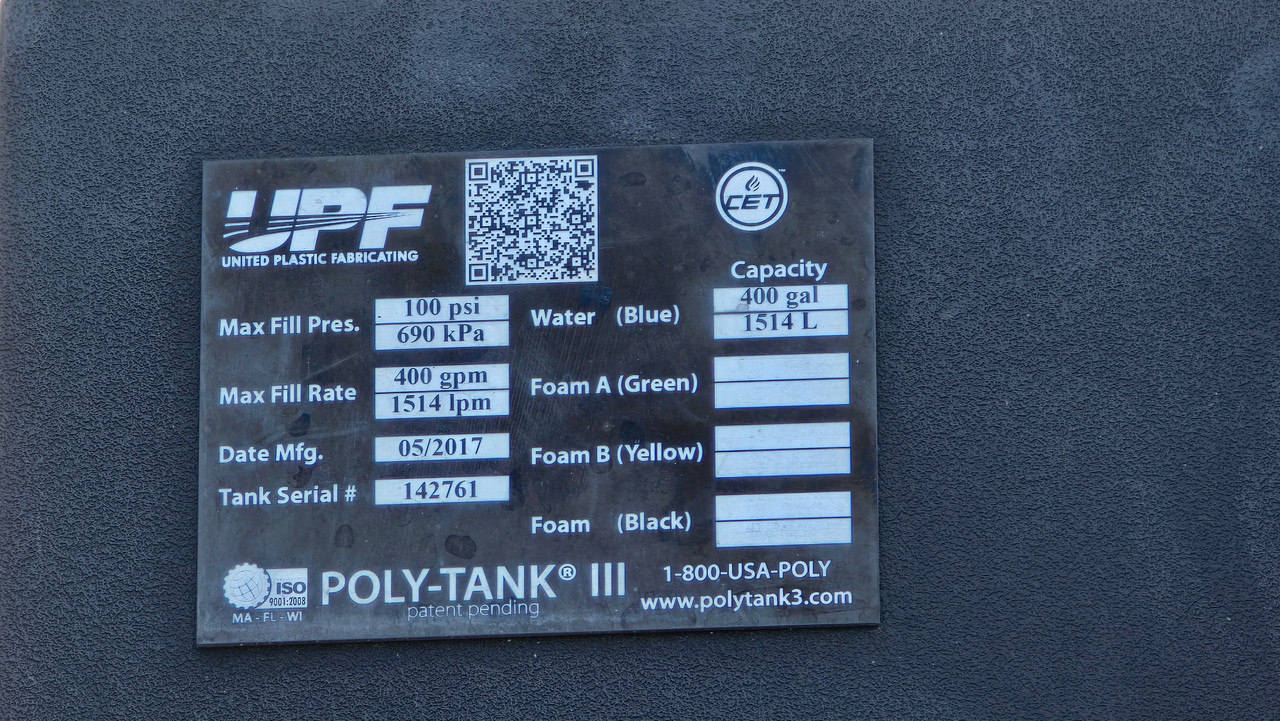 UPF
UNITED PLASTIC FABRICATING
CET
Capacity
Max Fill Pres. 100 psi
690 kPa
Water (Blue) 400 gal
1514 L
Max Fill Rate 400 gpm
1514 lpm
Foam A (Green)
Date Mfg. 05/2017
Foam B (Yellow)
Tank Serial # 142761
Foam (Black)
ISO
9001:2008
MA - FL - WI
POLY-TANK® III
patent pending
1-800-USA-POLY
www.polytank3.com